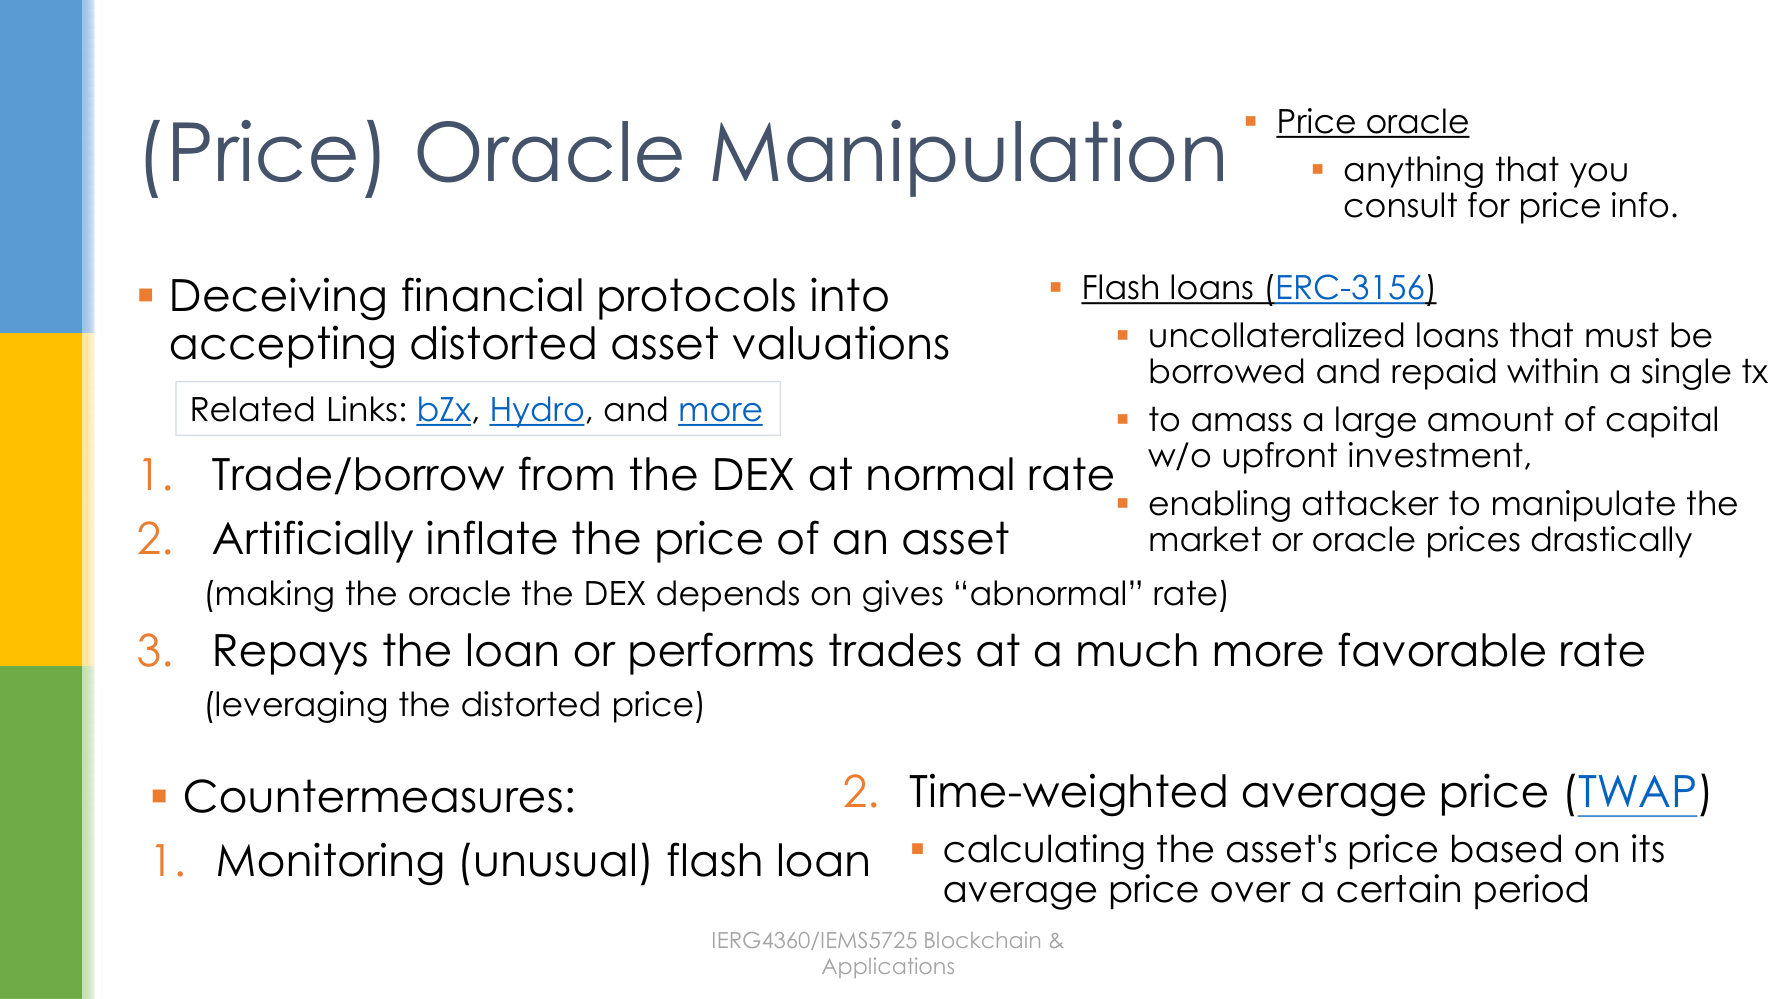 (Price) Oracle Manipulation
▪ Price oracle
▪ anything that you
consult for price info.
▪ Deceiving financial protocols into
accepting distorted asset valuations
Related Links: bZx, Hydro, and more
▪ Flash loans (ERC-3156)
▪ uncollateralized loans that must be
borrowed and repaid within a single tx
▪ to amass a large amount of capital
w/o upfront investment,
▪ enabling attacker to manipulate the
market or oracle prices drastically
1. Trade/borrow from the DEX at normal rate
2. Artificially inflate the price of an asset
(making the oracle the DEX depends on gives “abnormal” rate)
3. Repays the loan or performs trades at a much more favorable rate
(leveraging the distorted price)
▪ Countermeasures:
1. Monitoring (unusual) flash loan
2. Time-weighted average price (TWAP)
▪ calculating the asset's price based on its
average price over a certain period
IERG4360/IEMS5725 Blockchain &
Applications